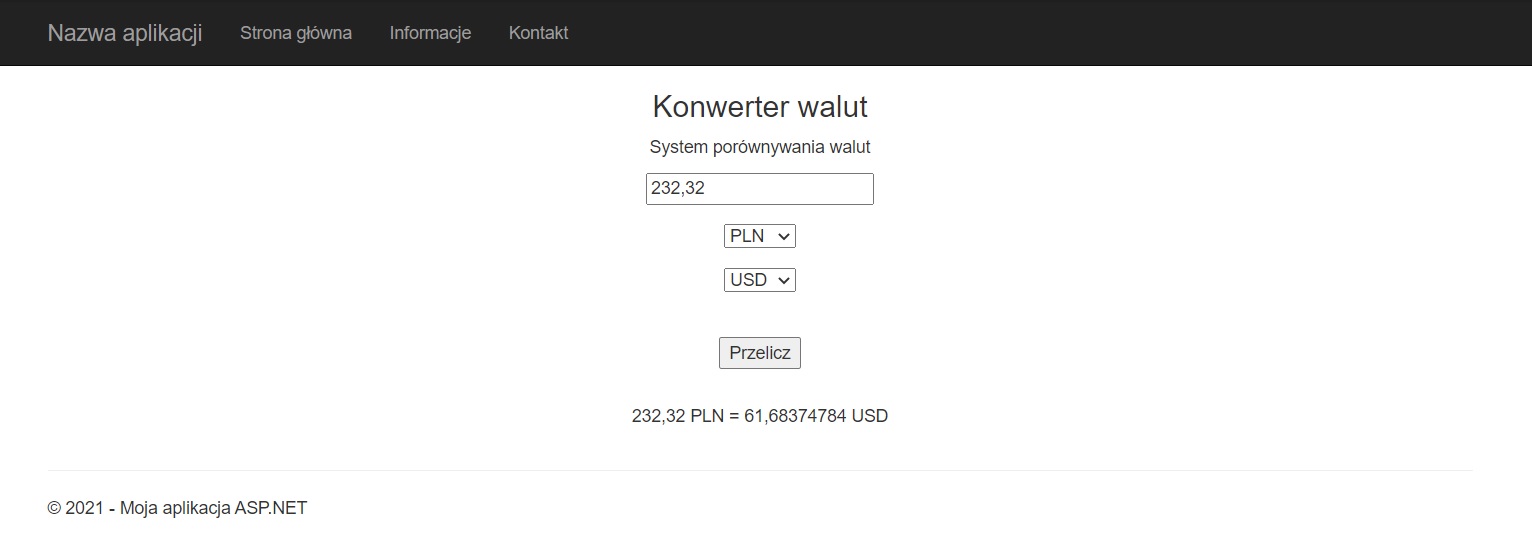 Nazwa aplikacji Strona główna Informacje Kontakt
Konwerter walut
System porównywania walut
232,32
PLN
USD
Przelicz
232,32 PLN = 61,68374784 USD
© 2021 - Moja aplikacja ASP.NET